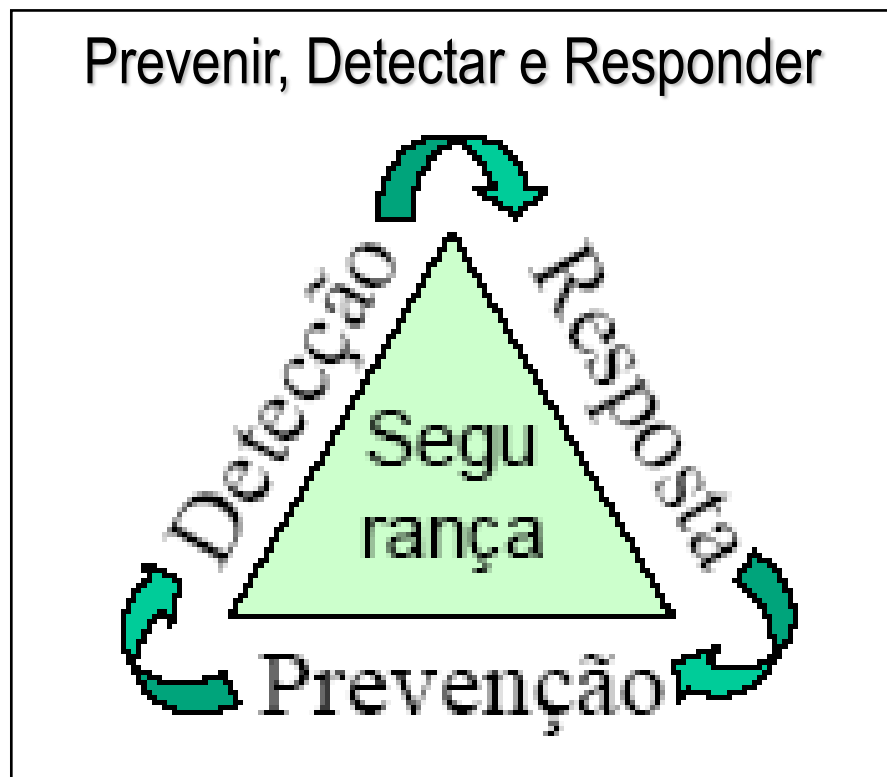 Prevenir, Detectar e Responder
Detecção
Resposta
Segu
rança
Prevenção